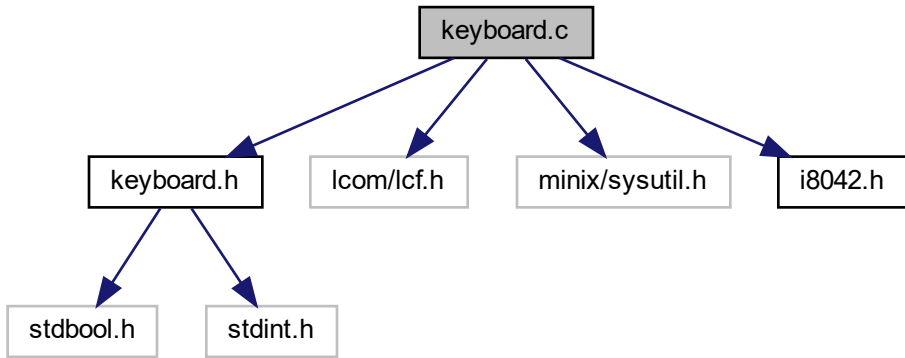 keyboard.c
keyboard.h
lcom/lcf.h
minix/sysutil.h
i8042.h
stdbool.h
stdint.h